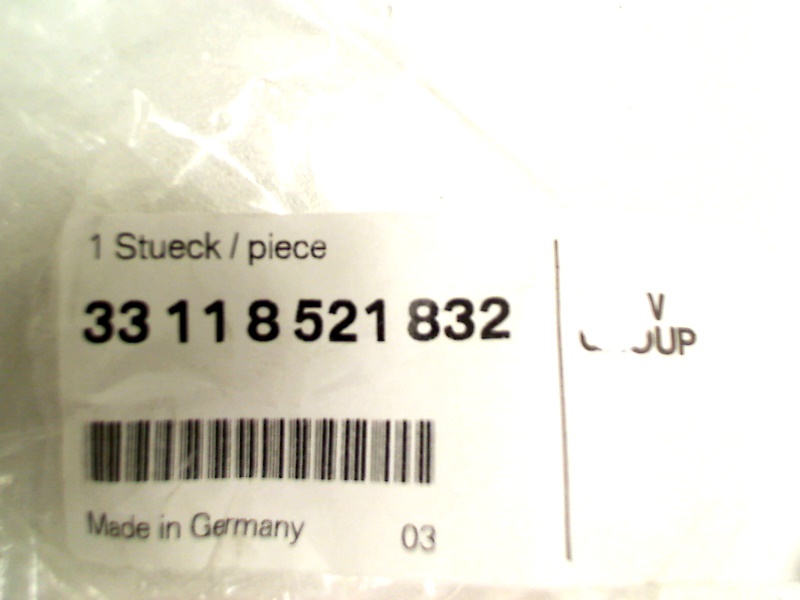 1 Stueck / piece
33 11 8 521 832
Made in Germany
03